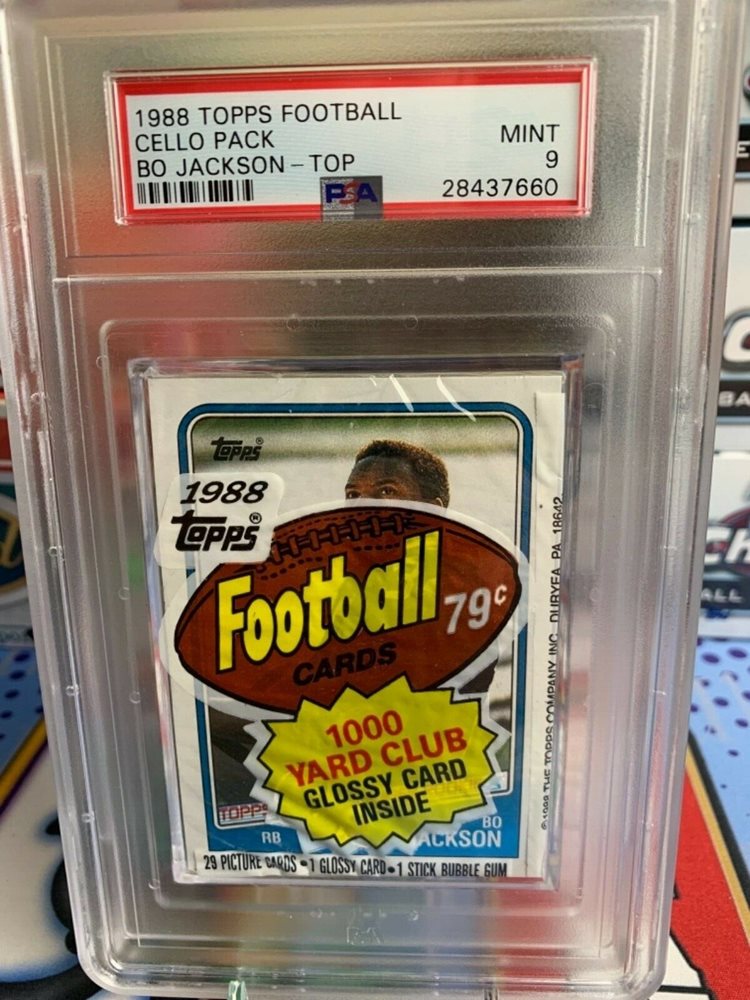 1988 TOPPS FOOTBALL
CELLO PACK MINT
BO JACKSON - TOP 9
PSA 28437660
topps®
1988
topps®
Football 79¢
CARDS
1000
YARD CLUB
GLOSSY CARD
INSIDE
TOPPS
RB BO
JACKSON
29 PICTURE CARDS • 1 GLOSSY CARD • 1 STICK BUBBLE GUM
©1988 THE TOPPS COMPANY, INC. DURYEA, PA. 18642
PSA